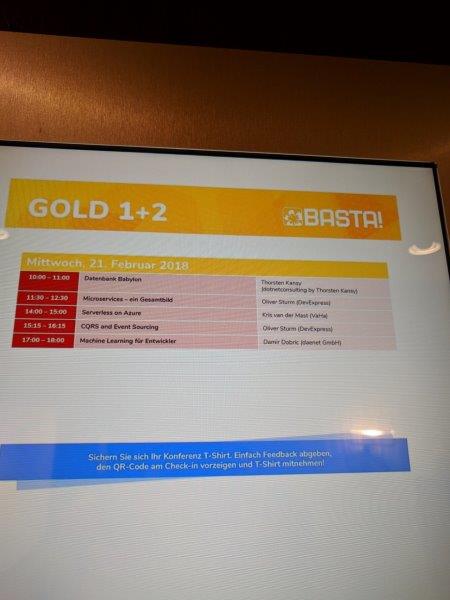 GOLD 1+2
BASTA!
Mittwoch, 21. Februar 2018
10:00 – 11:00 Datenbank Babylon Thorsten Kansy
(dotnetconsulting by Thorsten Kansy)
11:30 – 12:30 Microservices – ein Gesamtbild Oliver Sturm (DevExpress)
14:00 – 15:00 Serverless on Azure Kris van der Mast (VaHa)
15:15 – 16:15 CQRS and Event Sourcing Oliver Sturm (DevExpress)
17:00 – 18:00 Machine Learning für Entwickler Damir Dobric (daenet GmbH)
Sichern Sie sich Ihr Konferenz T-Shirt. Einfach Feedback abgeben,
den QR-Code am Check-in vorzeigen und T-Shirt mitnehmen!